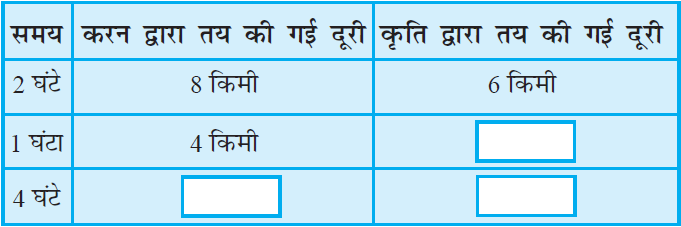 समय करन द्वारा तय की गई दूरी कृति द्वारा तय की गई दूरी
2 घंटे 8 किमी 6 किमी
1 घंटा 4 किमी
4 घंटे